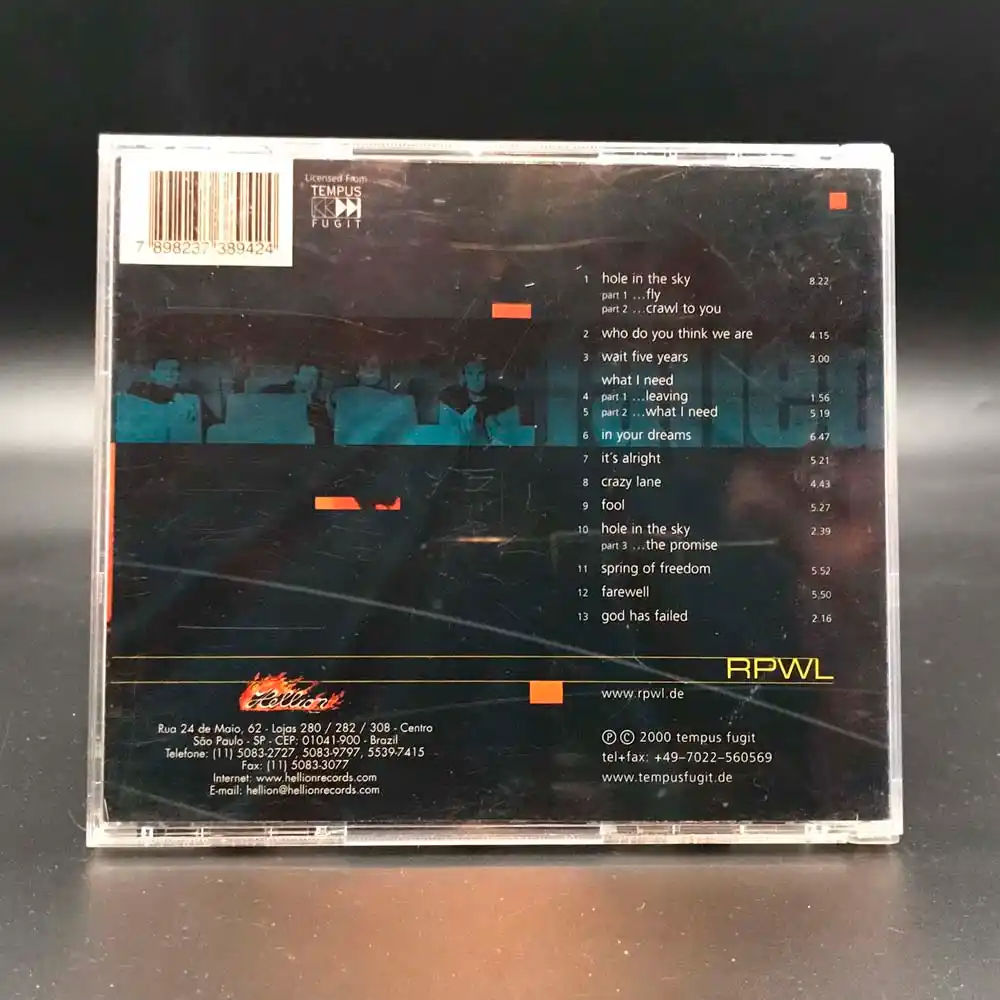 7 898237 389424
Licensed From
TEMPUS
FUGIT
1 hole in the sky 8.22
part 1 ...fly
part 2 ...crawl to you
2 who do you think we are 4.15
3 wait five years 3.00
what I need
4 part 1 ...leaving 1.56
5 part 2 ...what I need 5.19
6 in your dreams 6.47
7 it´s alright 5.21
8 crazy lane 4.43
9 fool 5.27
10 hole in the sky 2.39
part 3 ...the promise
11 spring of freedom 5.52
12 farewell 5.50
13 god has failed 2.16
failed
RPWL
www.rpwl.de
Hellion
Rua 24 de Maio, 62 - Lojas 280 / 282 / 308 - Centro
São Paulo - SP - CEP: 01041-900 - Brazil
Telefone: (11) 5083-2727, 5083-9797, 5539-7415
Fax: (11) 5083-3077
Internet: www.hellionrecords.com
E-mail: hellion@hellionrecords.com
Ⓟ © 2000 tempus fugit
tel+fax: +49-7022-560569
www.tempusfugit.de